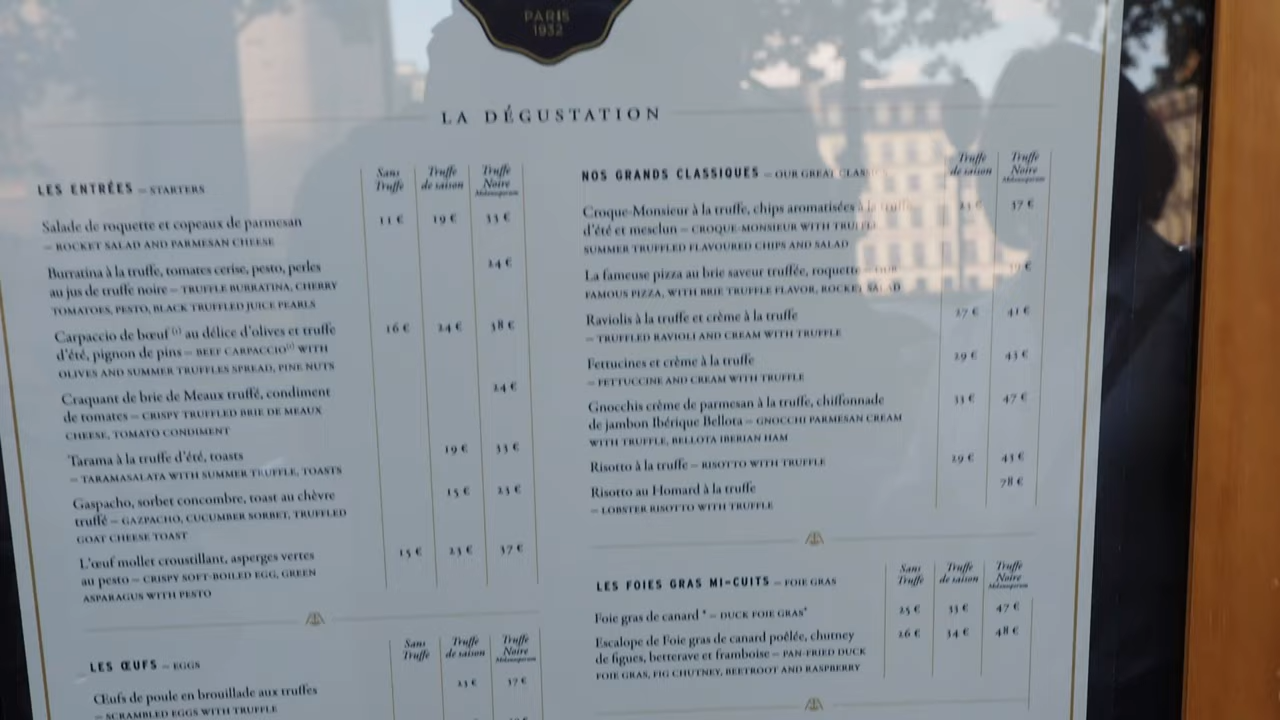 PARIS
1932
LA DÉGUSTATION
LES ENTRÉES – STARTERS
Sans Truffe
Truffe de saison
Truffe Noire Melanosporum
Salade de roquette et copeaux de parmesan 11 € 19 € 33 €
– ROCKET SALAD AND PARMESAN CHEESE
Burratina à la truffe, tomates cerise, pesto, perles 24 €
au jus de truffe noire – TRUFFLE BURRATINA, CHERRY
TOMATOES, PESTO, BLACK TRUFFLED JUICE PEARLS
Carpaccio de bœuf (1) au délice d'olives et truffe 16 € 24 € 38 €
d'été, pignon de pins – BEEF CARPACCIO(1) WITH
OLIVES AND SUMMER TRUFFLES SPREAD, PINE NUTS
Craquant de brie de Meaux truffé, condiment 24 €
de tomates – CRISPY TRUFFLED BRIE DE MEAUX
CHEESE, TOMATO CONDIMENT
Tarama à la truffe d'été, toasts 19 € 33 €
– TARAMASALATA WITH SUMMER TRUFFLE, TOASTS
Gaspacho, sorbet concombre, toast au chèvre 15 € 23 €
truffé – GAZPACHO, CUCUMBER SORBET, TRUFFLED
GOAT CHEESE TOAST
L'œuf mollet croustillant, asperges vertes 15 € 23 € 37 €
au pesto – CRISPY SOFT-BOILED EGG, GREEN
ASPARAGUS WITH PESTO
LES ŒUFS – EGGS
Sans Truffe
Truffe de saison
Truffe Noire Melanosporum
Œufs de poule en brouillade aux truffes 23 € 37 €
– SCRAMBLED EGGS WITH TRUFFLE
NOS GRANDS CLASSIQUES – OUR GREAT CLASSICS
Truffe de saison
Truffe Noire Melanosporum
Croque-Monsieur à la truffe, chips aromatisées à la truffe 23 € 37 €
d'été et mesclun – CROQUE-MONSIEUR WITH TRUFFLE
SUMMER TRUFFLED FLAVOURED CHIPS AND SALAD
La fameuse pizza au brie saveur truffée, roquette – OUR
FAMOUS PIZZA, WITH BRIE TRUFFLE FLAVOR, ROCKET SALAD
Raviolis à la truffe et crème à la truffe 27 € 41 €
– TRUFFLED RAVIOLI AND CREAM WITH TRUFFLE
Fettucines et crème à la truffe 29 € 43 €
– FETTUCCINE AND CREAM WITH TRUFFLE
Gnocchis crème de parmesan à la truffe, chiffonnade 33 € 47 €
de jambon Ibérique Bellota – GNOCCHI PARMESAN CREAM
WITH TRUFFLE, BELLOTA IBERIAN HAM
Risotto à la truffe – RISOTTO WITH TRUFFLE 29 € 43 €
Risotto au Homard à la truffe 78 €
– LOBSTER RISOTTO WITH TRUFFLE
LES FOIES GRAS MI-CUITS – FOIE GRAS
Sans Truffe
Truffe de saison
Truffe Noire Melanosporum
Foie gras de canard * – DUCK FOIE GRAS* 25 € 33 € 47 €
Escalope de Foie gras de canard poêlée, chutney 26 € 34 € 48 €
de figues, betterave et framboise – PAN-FRIED DUCK
FOIE GRAS, FIG CHUTNEY, BEETROOT AND RASPBERRY